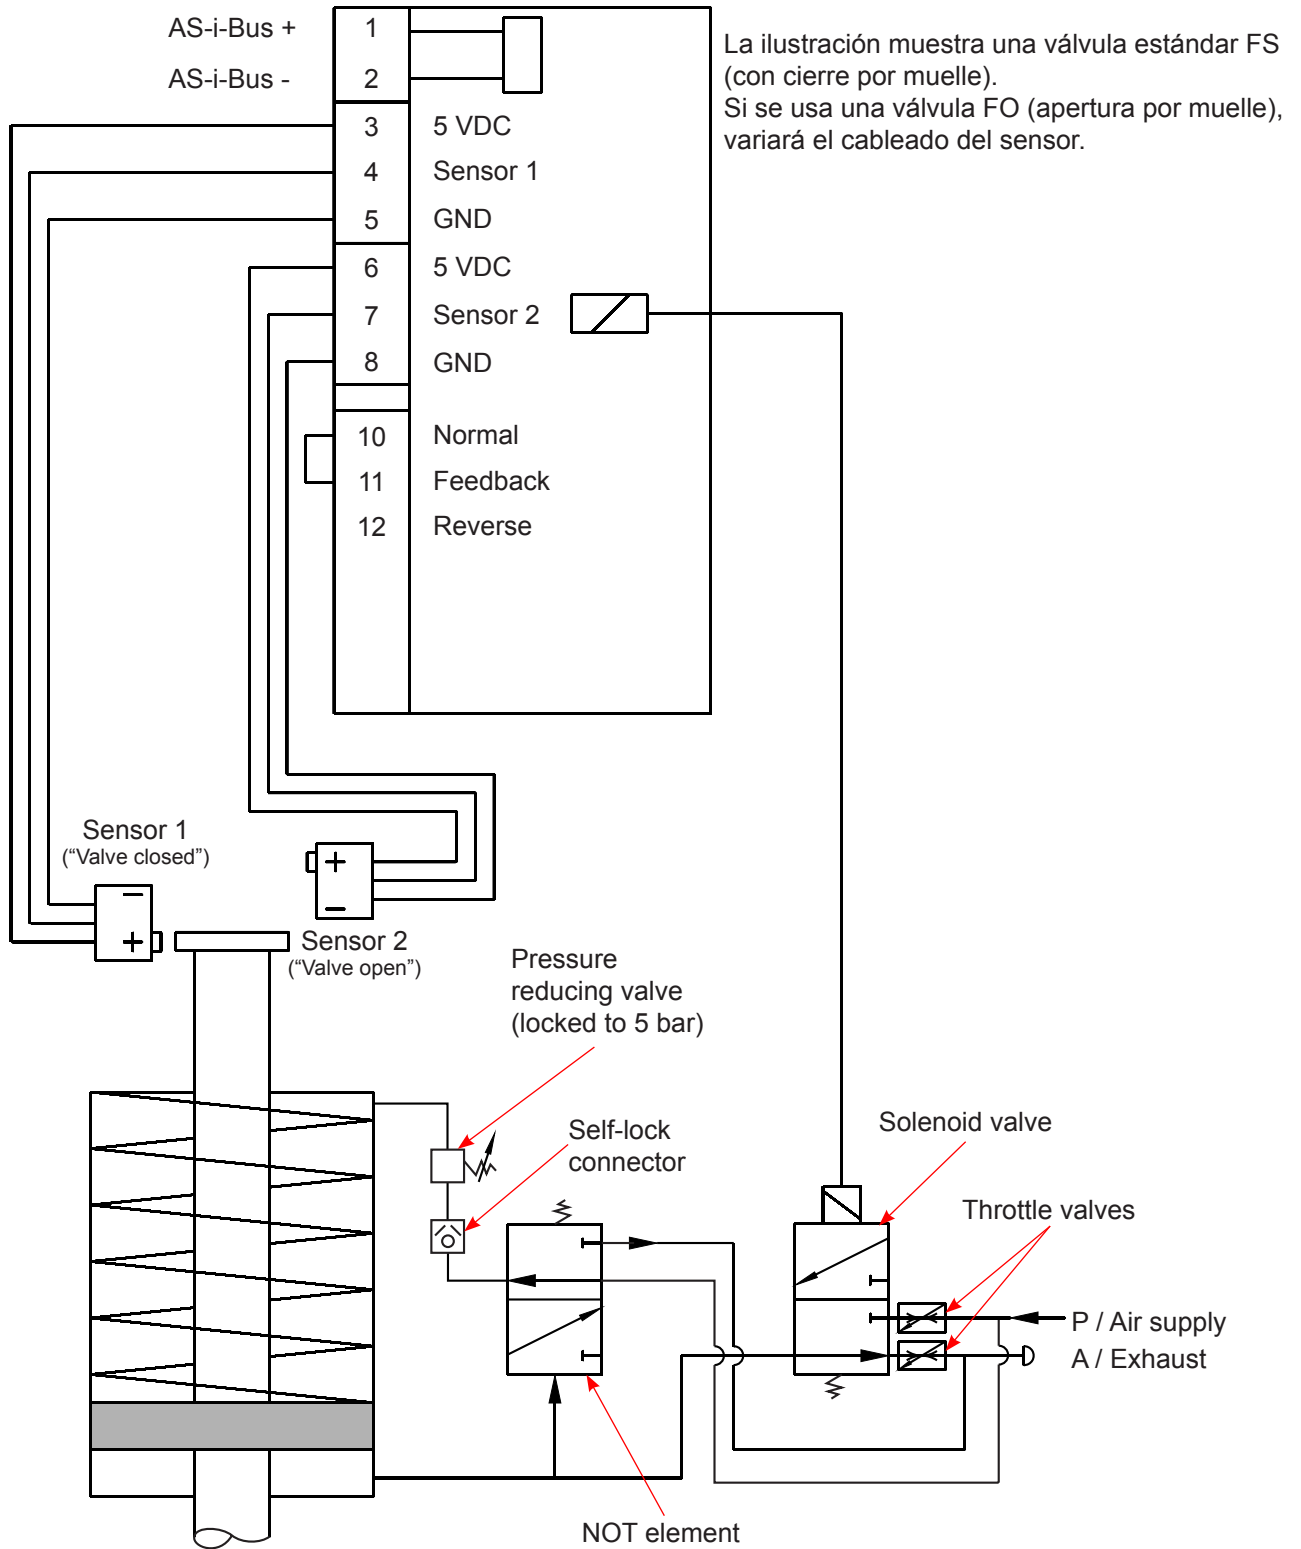 AS-i-Bus + 1
AS-i-Bus - 2
La ilustración muestra una válvula estándar FS
(con cierre por muelle).
Si se usa una válvula FO (apertura por muelle),
variará el cableado del sensor.
3 5 VDC
4 Sensor 1
5 GND
6 5 VDC
7 Sensor 2
8 GND
10 Normal
11 Feedback
12 Reverse
Sensor 1
(“Valve closed”)
Sensor 2
(“Valve open”)
Pressure
reducing valve
(locked to 5 bar)
Self-lock
connector
Solenoid valve
Throttle valves
P / Air supply
A / Exhaust
NOT element